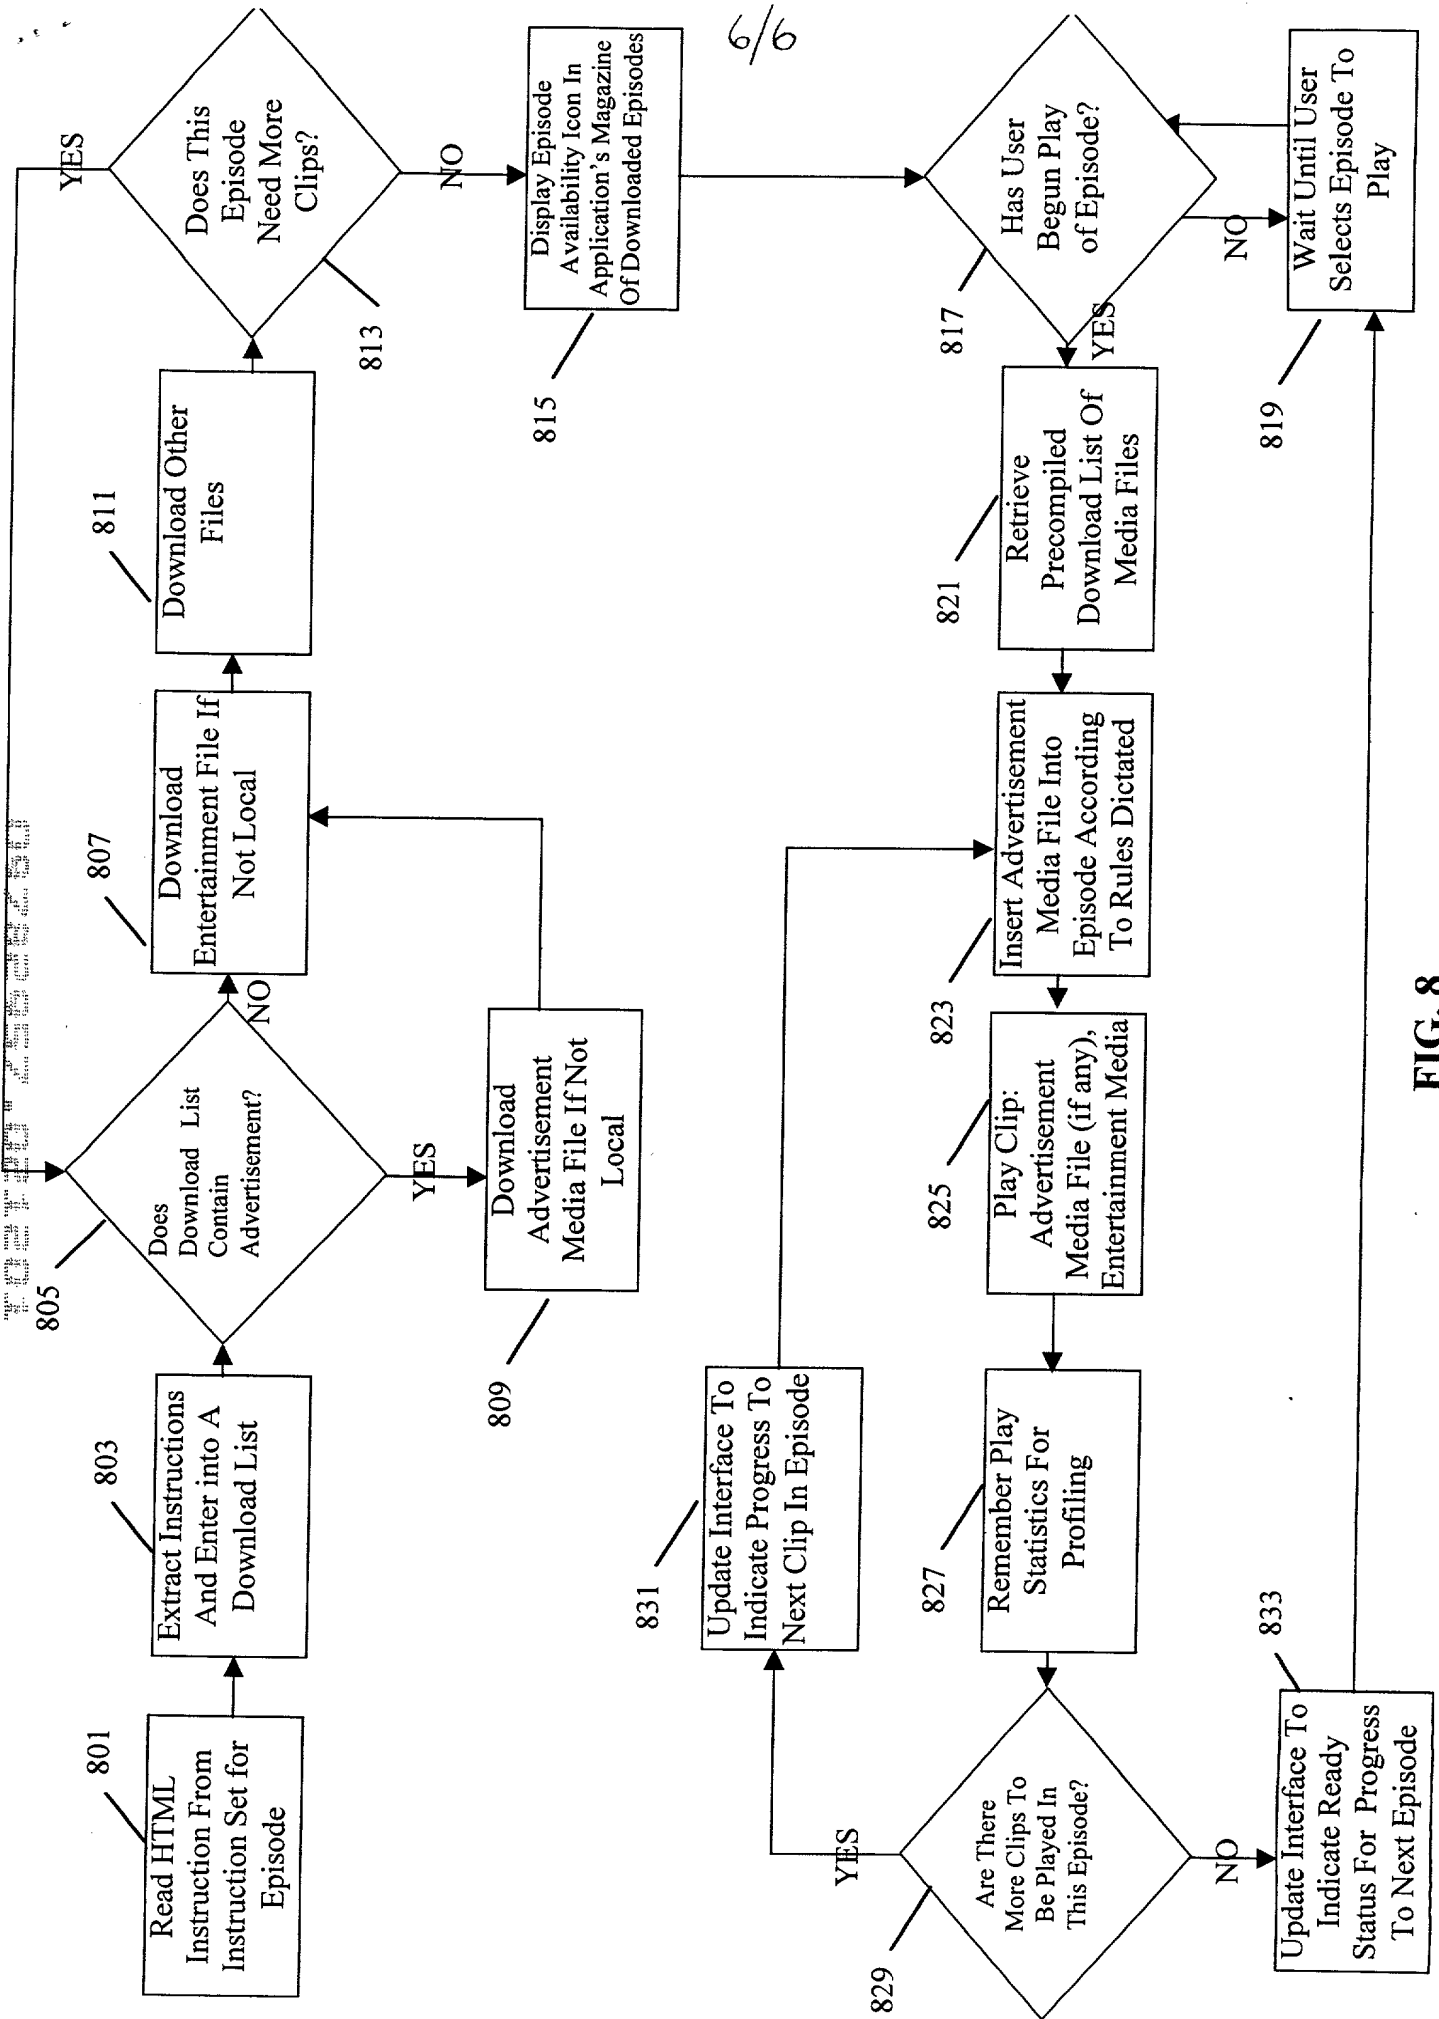 6/6
801
Read HTML
Instruction From
Instruction Set for
Episode
803
Extract Instructions
And Enter into A
Download List
805
Does
Download List
Contain
Advertisement?
NO
YES
807
Download
Entertainment File If
Not Local
809
Download
Advertisement
Media File If Not
Local
811
Download Other
Files
813
Does This
Episode
Need More
Clips?
YES
NO
815
Display Episode
Availability Icon In
Application's Magazine
Of Downloaded Episodes
817
Has User
Begun Play
of Episode?
YES
NO
819
Wait Until User
Selects Episode To
Play
821
Retrieve
Precompiled
Download List Of
Media Files
823
Insert Advertisement
Media File Into
Episode According
To Rules Dictated
825
Play Clip:
Advertisement
Media File (if any),
Entertainment Media
827
Remember Play
Statistics For
Profiling
829
Are There
More Clips To
Be Played In
This Episode?
YES
NO
831
Update Interface To
Indicate Progress To
Next Clip In Episode
833
Update Interface To
Indicate Ready
Status For Progress
To Next Episode
FIG. 8